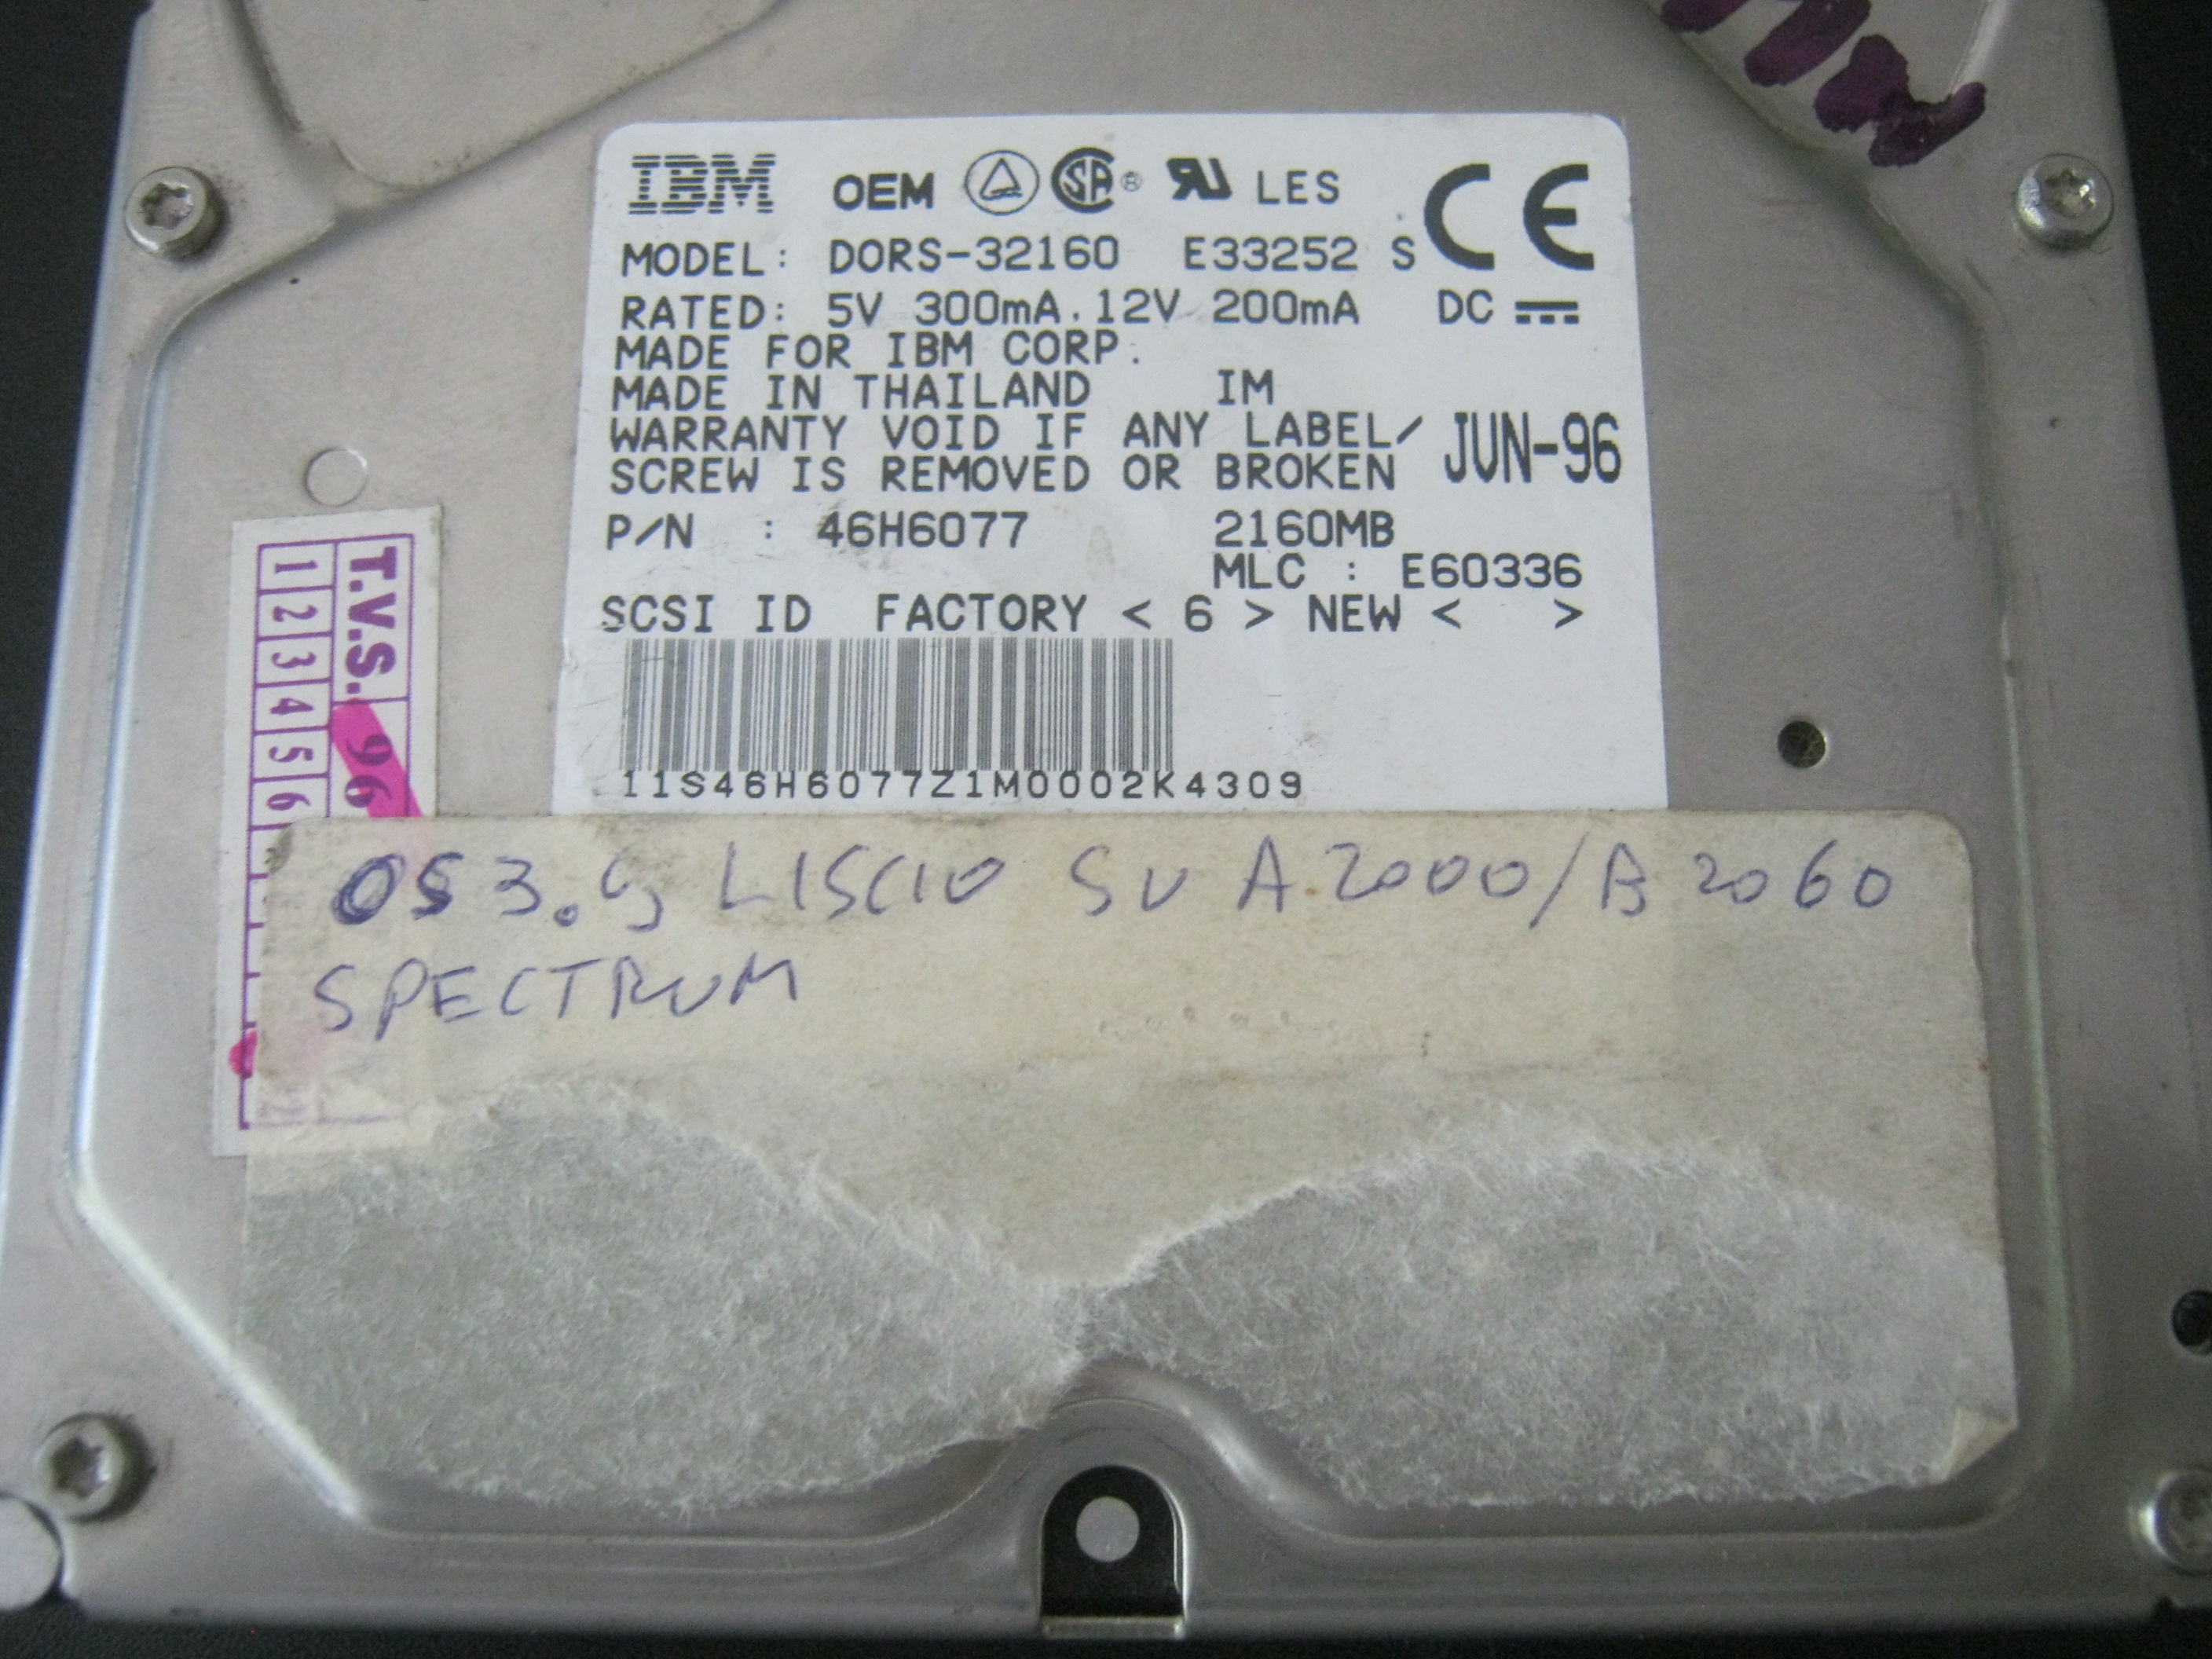 IBM OEM SA ® RU LES CE
MODEL: DORS-32160 E33252 S
RATED: 5V 300mA. 12V 200mA DC
MADE FOR IBM CORP.
MADE IN THAILAND IM
WARRANTY VOID IF ANY LABEL/
SCREW IS REMOVED OR BROKEN JUN-96
P/N : 46H6077 2160MB
MLC : E60336
SCSI ID FACTORY < 6 > NEW < >
11S46H6077Z1M0002K4309
T.V.S. 96
1 2 3 4 5 6
OS 3.9 LISCIO SU A2000/B2060
SPECTRUM